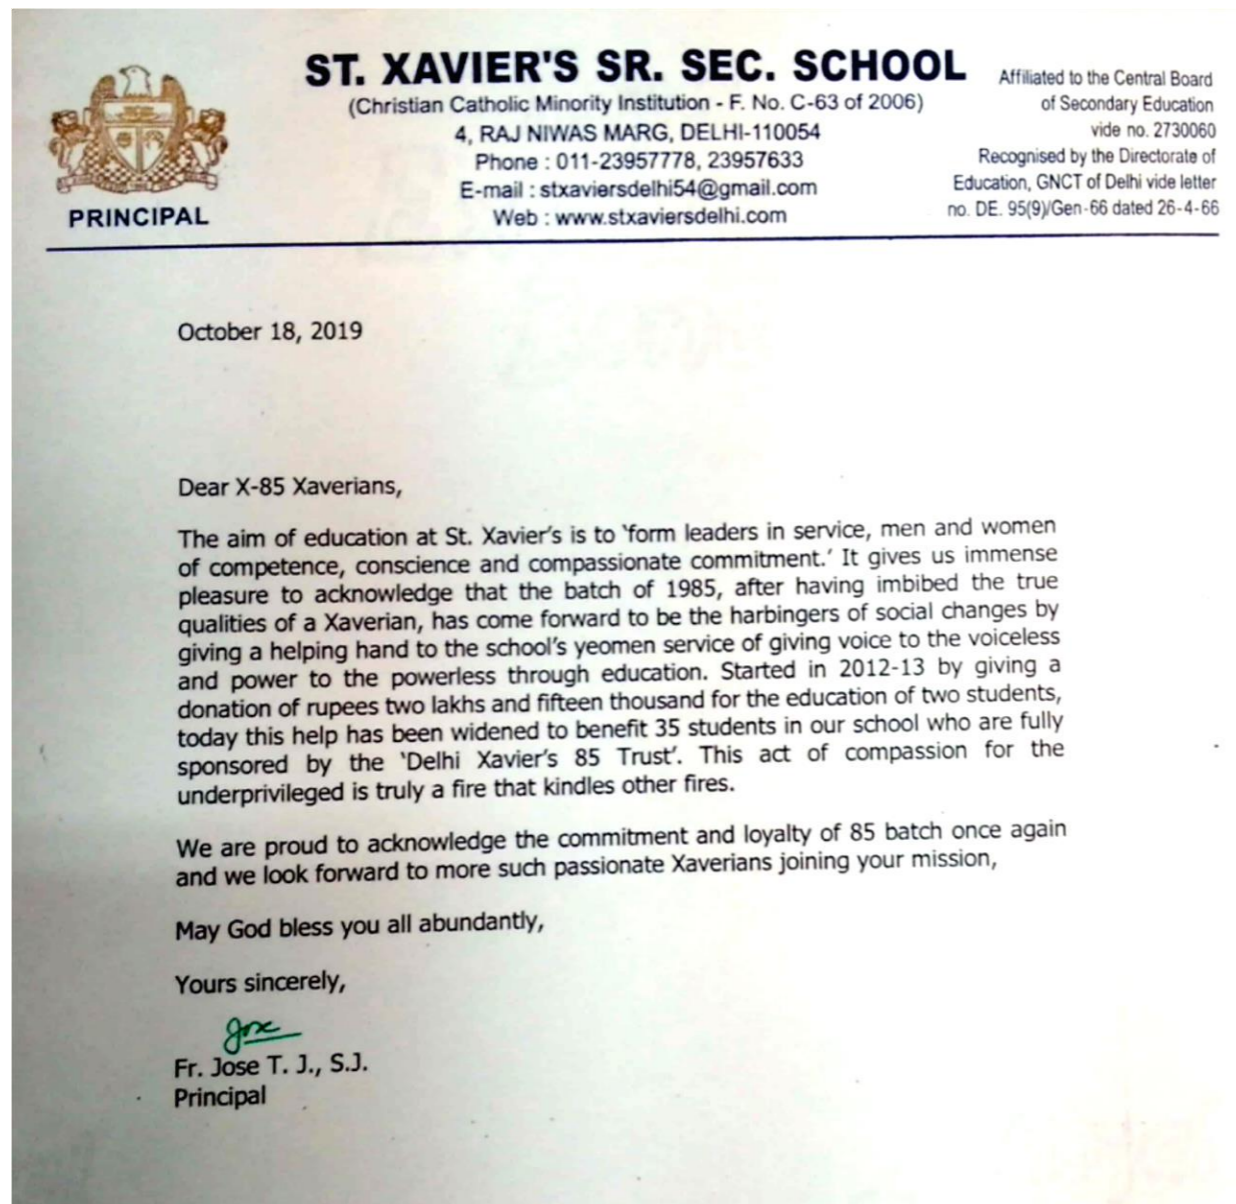 ST. XAVIER'S SR. SEC. SCHOOL
(Christian Catholic Minority Institution - F. No. C-63 of 2006)
4, RAJ NIWAS MARG, DELHI-110054
Phone : 011-23957778, 23957633
E-mail : stxaviersdelhi54@gmail.com
Web : www.stxaviersdelhi.com
PRINCIPAL
Affiliated to the Central Board
of Secondary Education
vide no. 2730060
Recognised by the Directorate of
Education, GNCT of Delhi vide letter
no. DE. 95(9)/Gen-66 dated 26-4-66
October 18, 2019
Dear X-85 Xaverians,
The aim of education at St. Xavier's is to 'form leaders in service, men and women
of competence, conscience and compassionate commitment.' It gives us immense
pleasure to acknowledge that the batch of 1985, after having imbibed the true
qualities of a Xaverian, has come forward to be the harbingers of social changes by
giving a helping hand to the school's yeomen service of giving voice to the voiceless
and power to the powerless through education. Started in 2012-13 by giving a
donation of rupees two lakhs and fifteen thousand for the education of two students,
today this help has been widened to benefit 35 students in our school who are fully
sponsored by the 'Delhi Xavier's 85 Trust'. This act of compassion for the
underprivileged is truly a fire that kindles other fires.
We are proud to acknowledge the commitment and loyalty of 85 batch once again
and we look forward to more such passionate Xaverians joining your mission,
May God bless you all abundantly,
Yours sincerely,
Jose
Fr. Jose T. J., S.J.
Principal